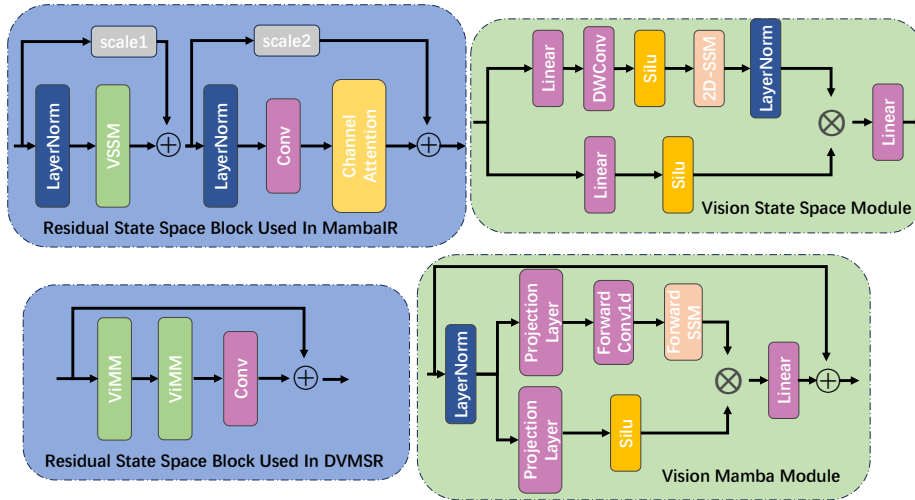 scale1
scale2
LayerNorm
VSSM
LayerNorm
Conv
Channel
Attention
Residual State Space Block Used In MambaIR
Linear
DWConv
Silu
2D-SSM
LayerNorm
Linear
Linear
Silu
Vision State Space Module
ViMM
ViMM
Conv
Residual State Space Block Used In DVMSR
LayerNorm
Projection
Layer
Forward
Conv1d
Forward
SSM
Linear
Projection
Layer
Silu
Vision Mamba Module